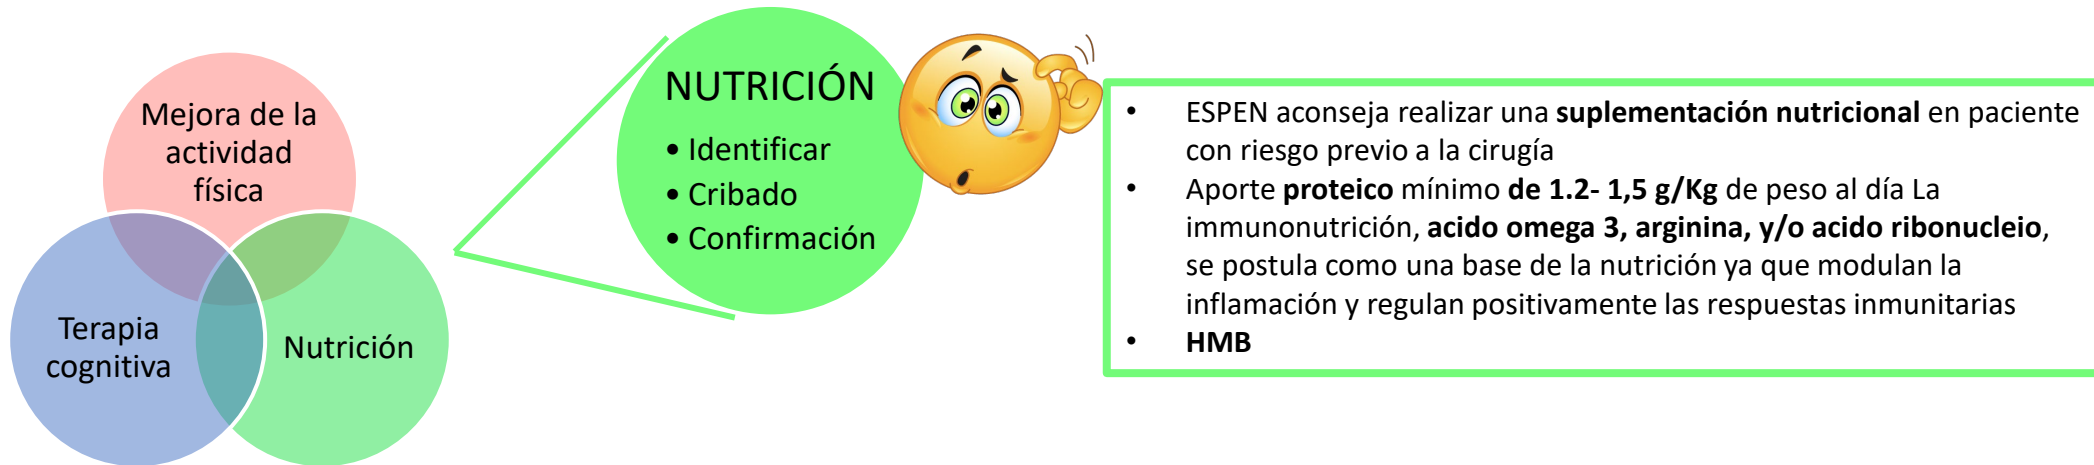 Mejora de la
actividad
física
Terapia
cognitiva
Nutrición
NUTRICIÓN
• Identificar
• Cribado
• Confirmación
• ESPEN aconseja realizar una suplementación nutricional en paciente
con riesgo previo a la cirugía
• Aporte proteico mínimo de 1.2- 1,5 g/Kg de peso al día La
immunonutrición, acido omega 3, arginina, y/o acido ribonucleio,
se postula como una base de la nutrición ya que modulan la
inflamación y regulan positivamente las respuestas inmunitarias
• HMB